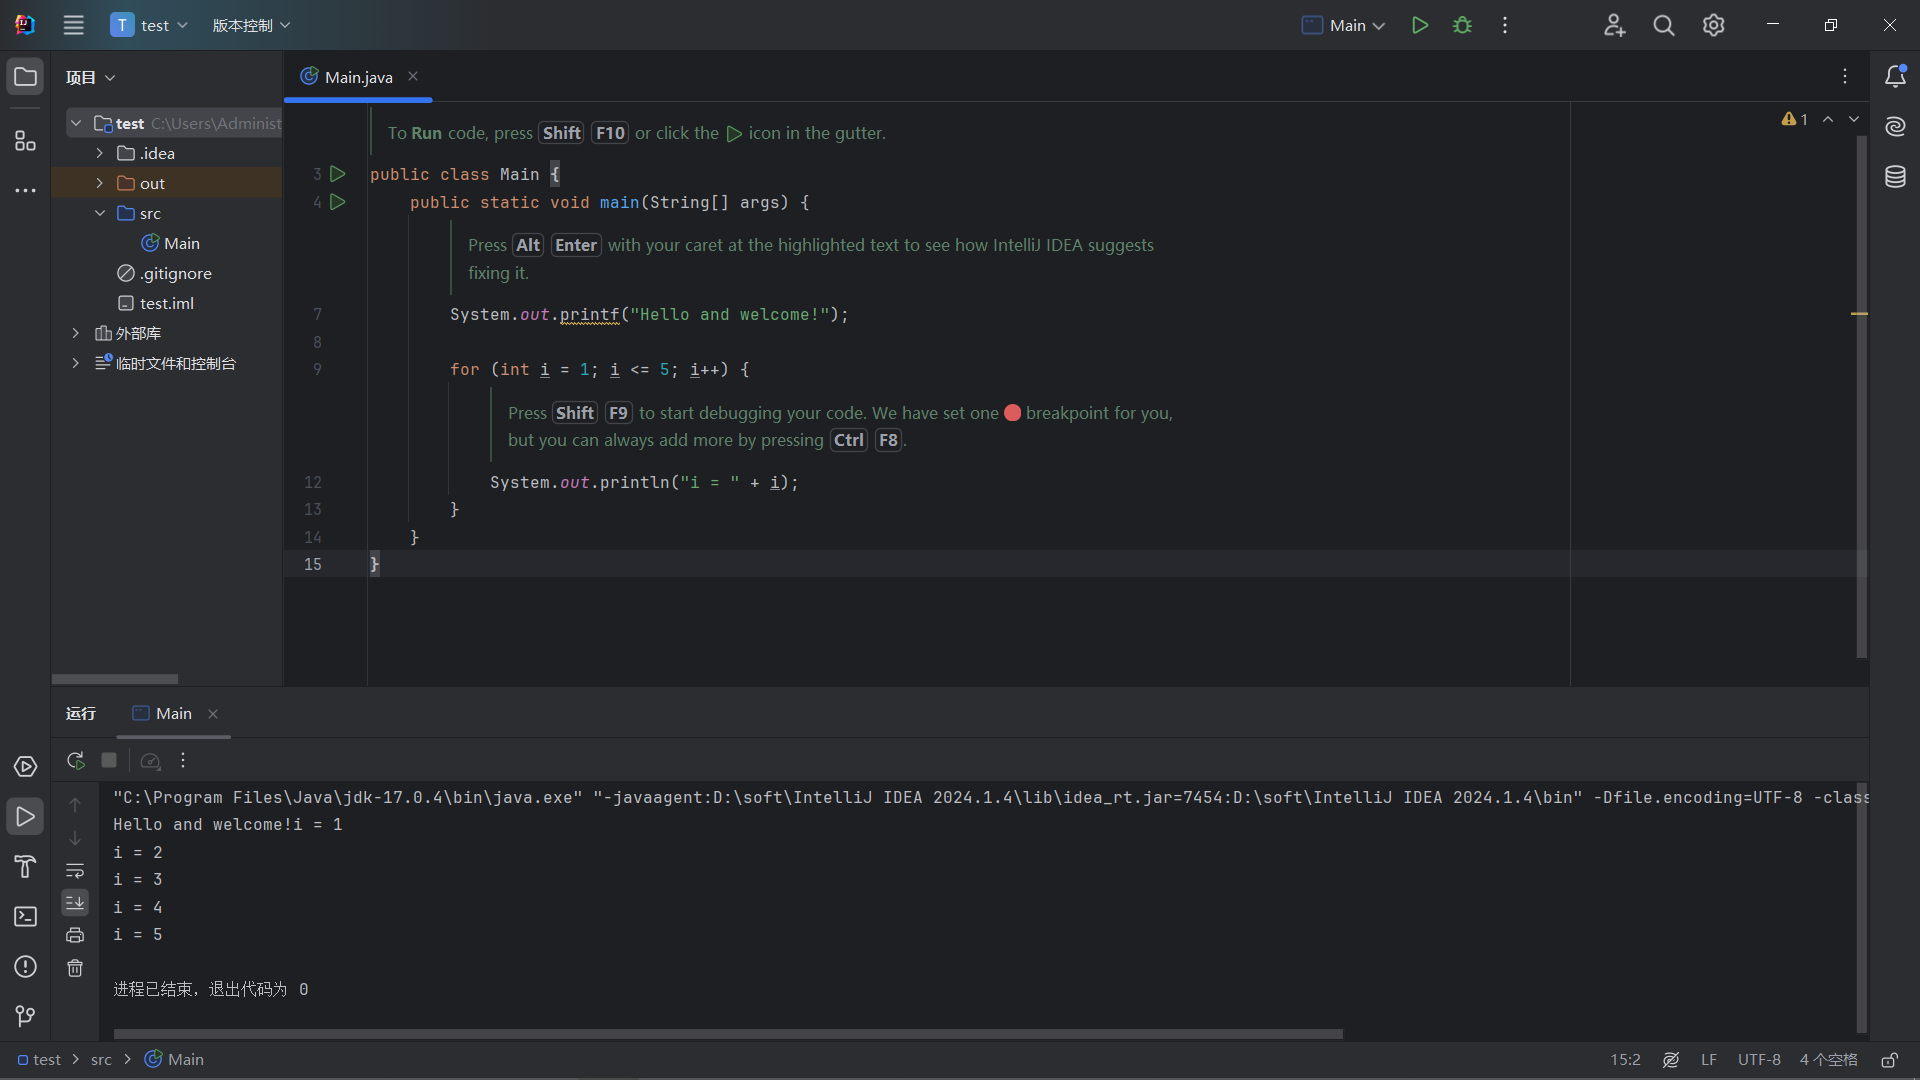 T test 版本控制 Main
项目
Main.java
test C:\Users\Administ
.idea
out
src
Main
.gitignore
test.iml
外部库
临时文件和控制台
To Run code, press Shift F10 or click the icon in the gutter.
1
3 public class Main {
4 public static void main(String[] args) {
Press Alt Enter with your caret at the highlighted text to see how IntelliJ IDEA suggests
fixing it.
7 System.out.printf("Hello and welcome!");
8
9 for (int i = 1; i <= 5; i++) {
Press Shift F9 to start debugging your code. We have set one breakpoint for you,
but you can always add more by pressing Ctrl F8.
12 System.out.println("i = " + i);
13 }
14 }
15 }
运行 Main
"C:\Program Files\Java\jdk-17.0.4\bin\java.exe" "-javaagent:D:\soft\IntelliJ IDEA 2024.1.4\lib\idea_rt.jar=7454:D:\soft\IntelliJ IDEA 2024.1.4\bin" -Dfile.encoding=UTF-8 -class
Hello and welcome!i = 1
i = 2
i = 3
i = 4
i = 5
进程已结束，退出代码为 0
test > src > Main 15:2 LF UTF-8 4 个空格